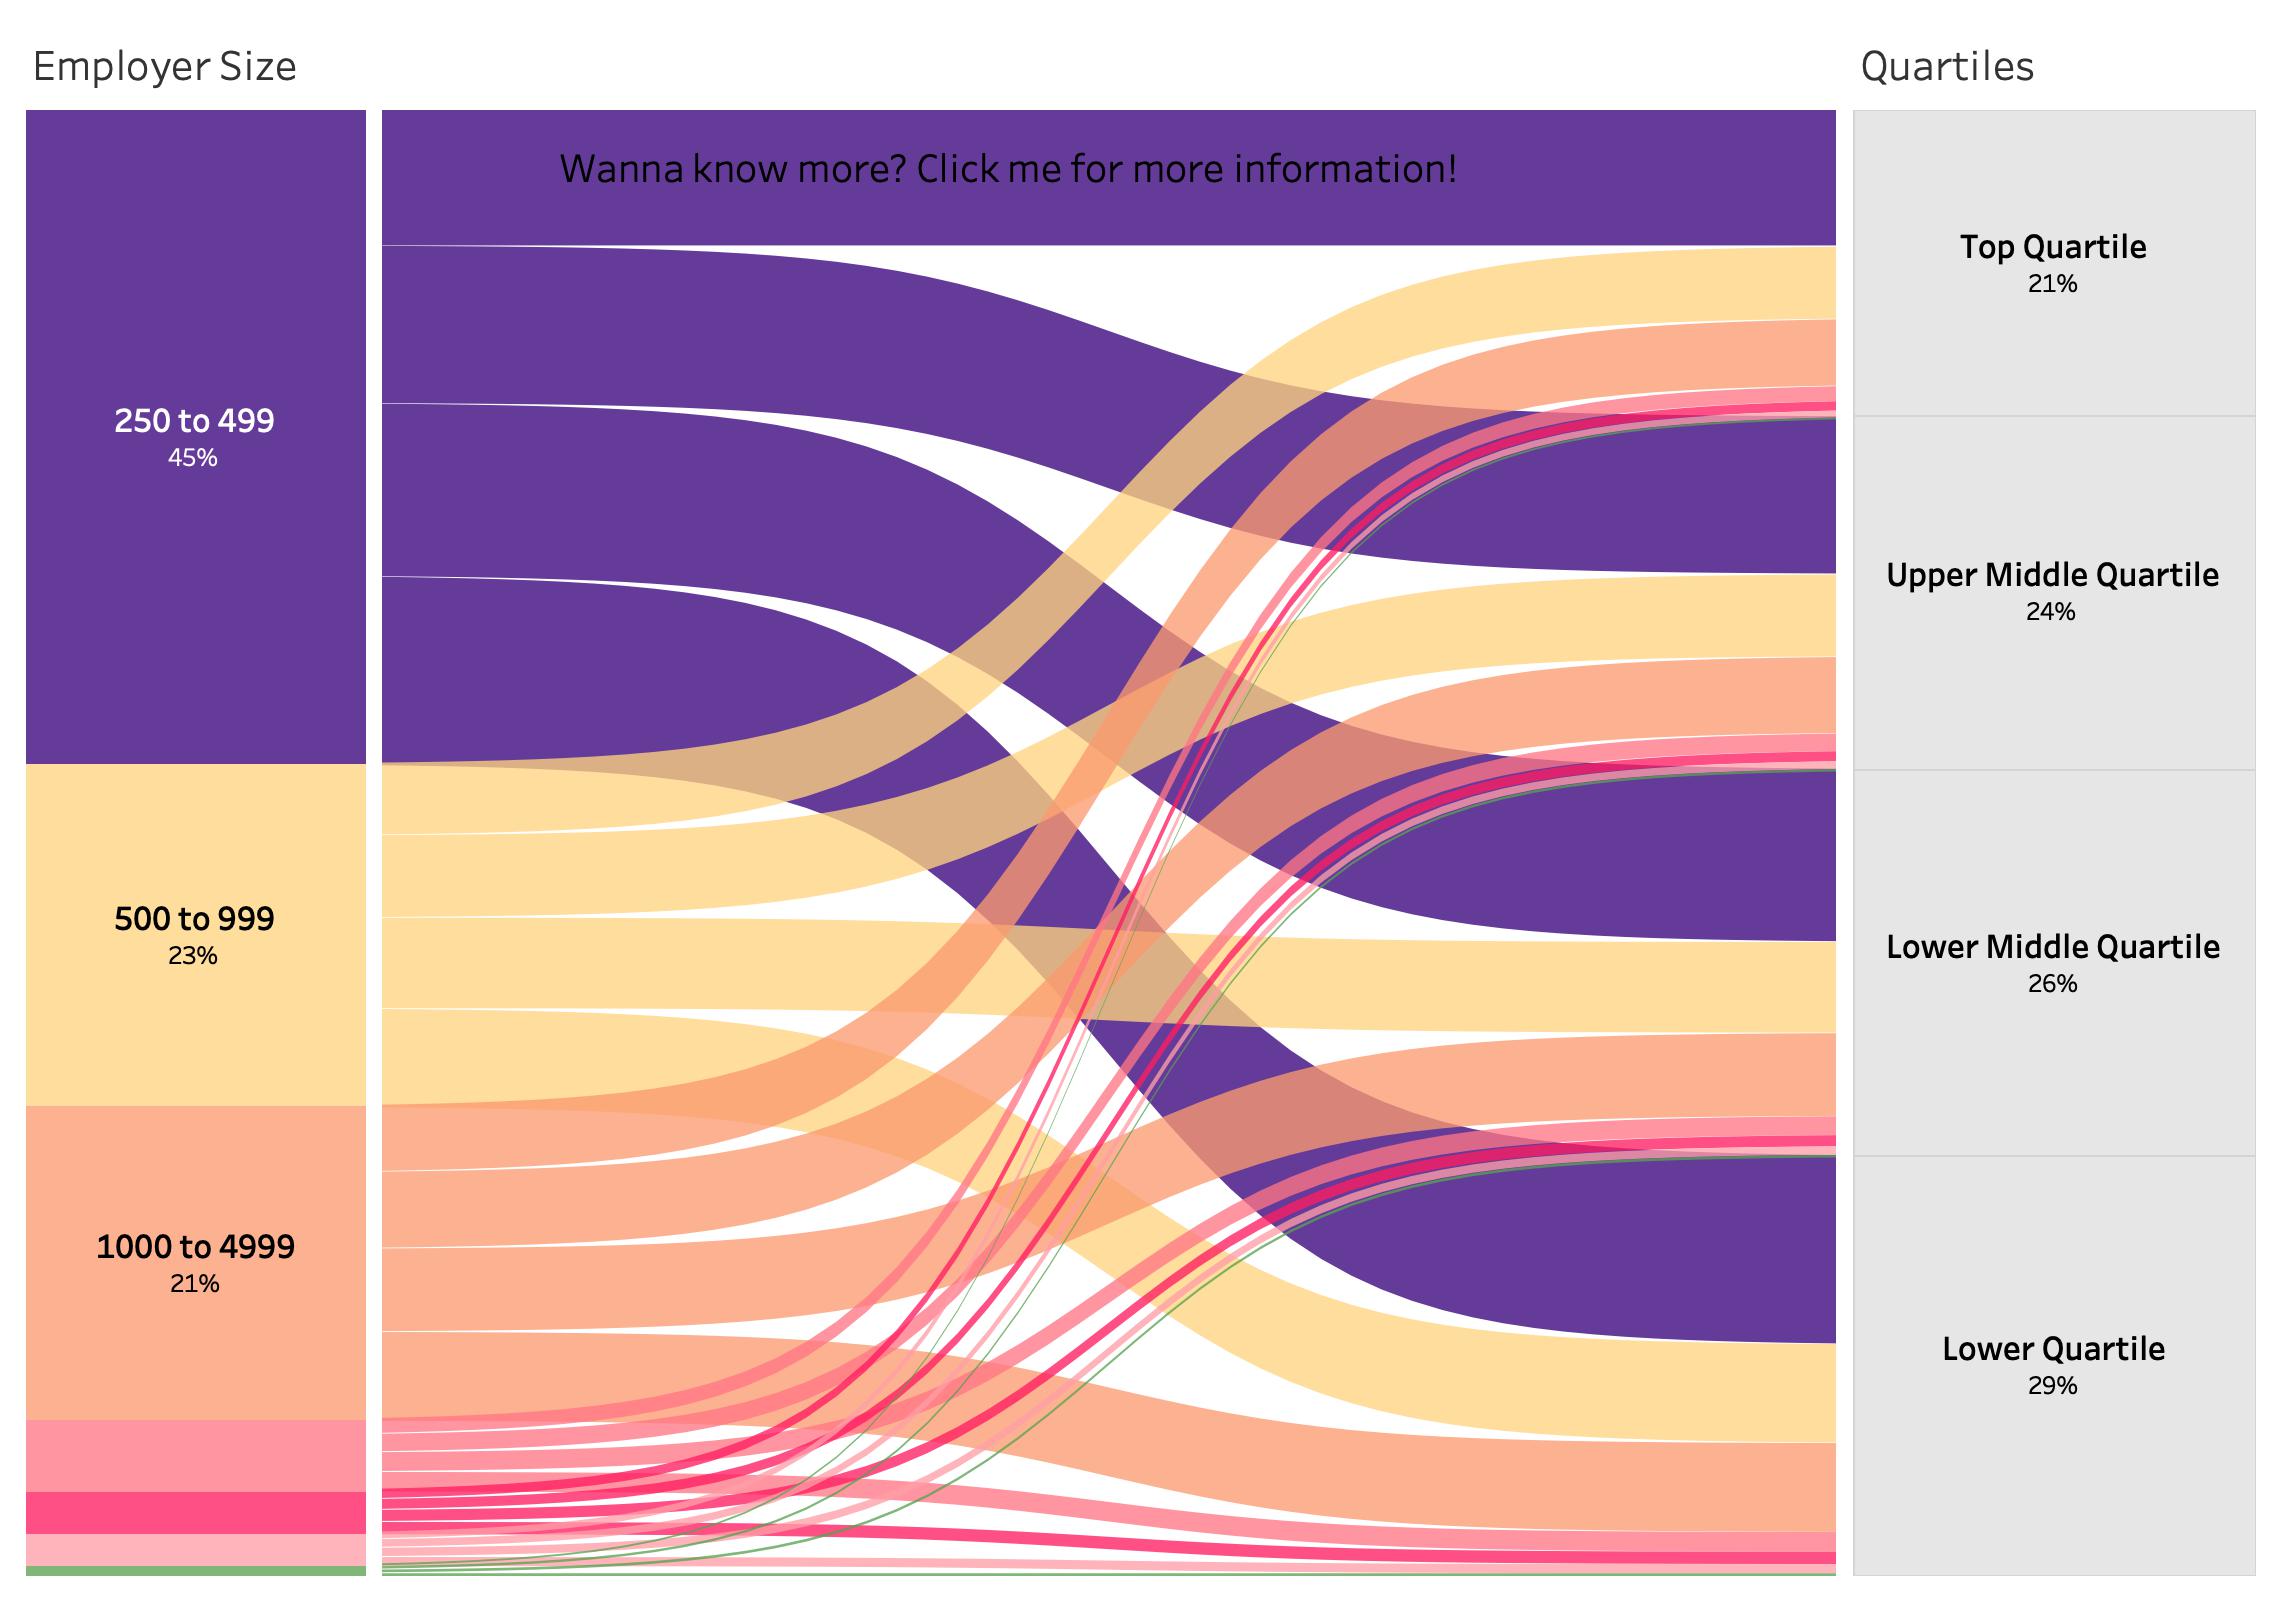 Employer Size
Quartiles
Wanna know more? Click me for more information!
250 to 499
45%
500 to 999
23%
1000 to 4999
21%
Top Quartile
21%
Upper Middle Quartile
24%
Lower Middle Quartile
26%
Lower Quartile
29%